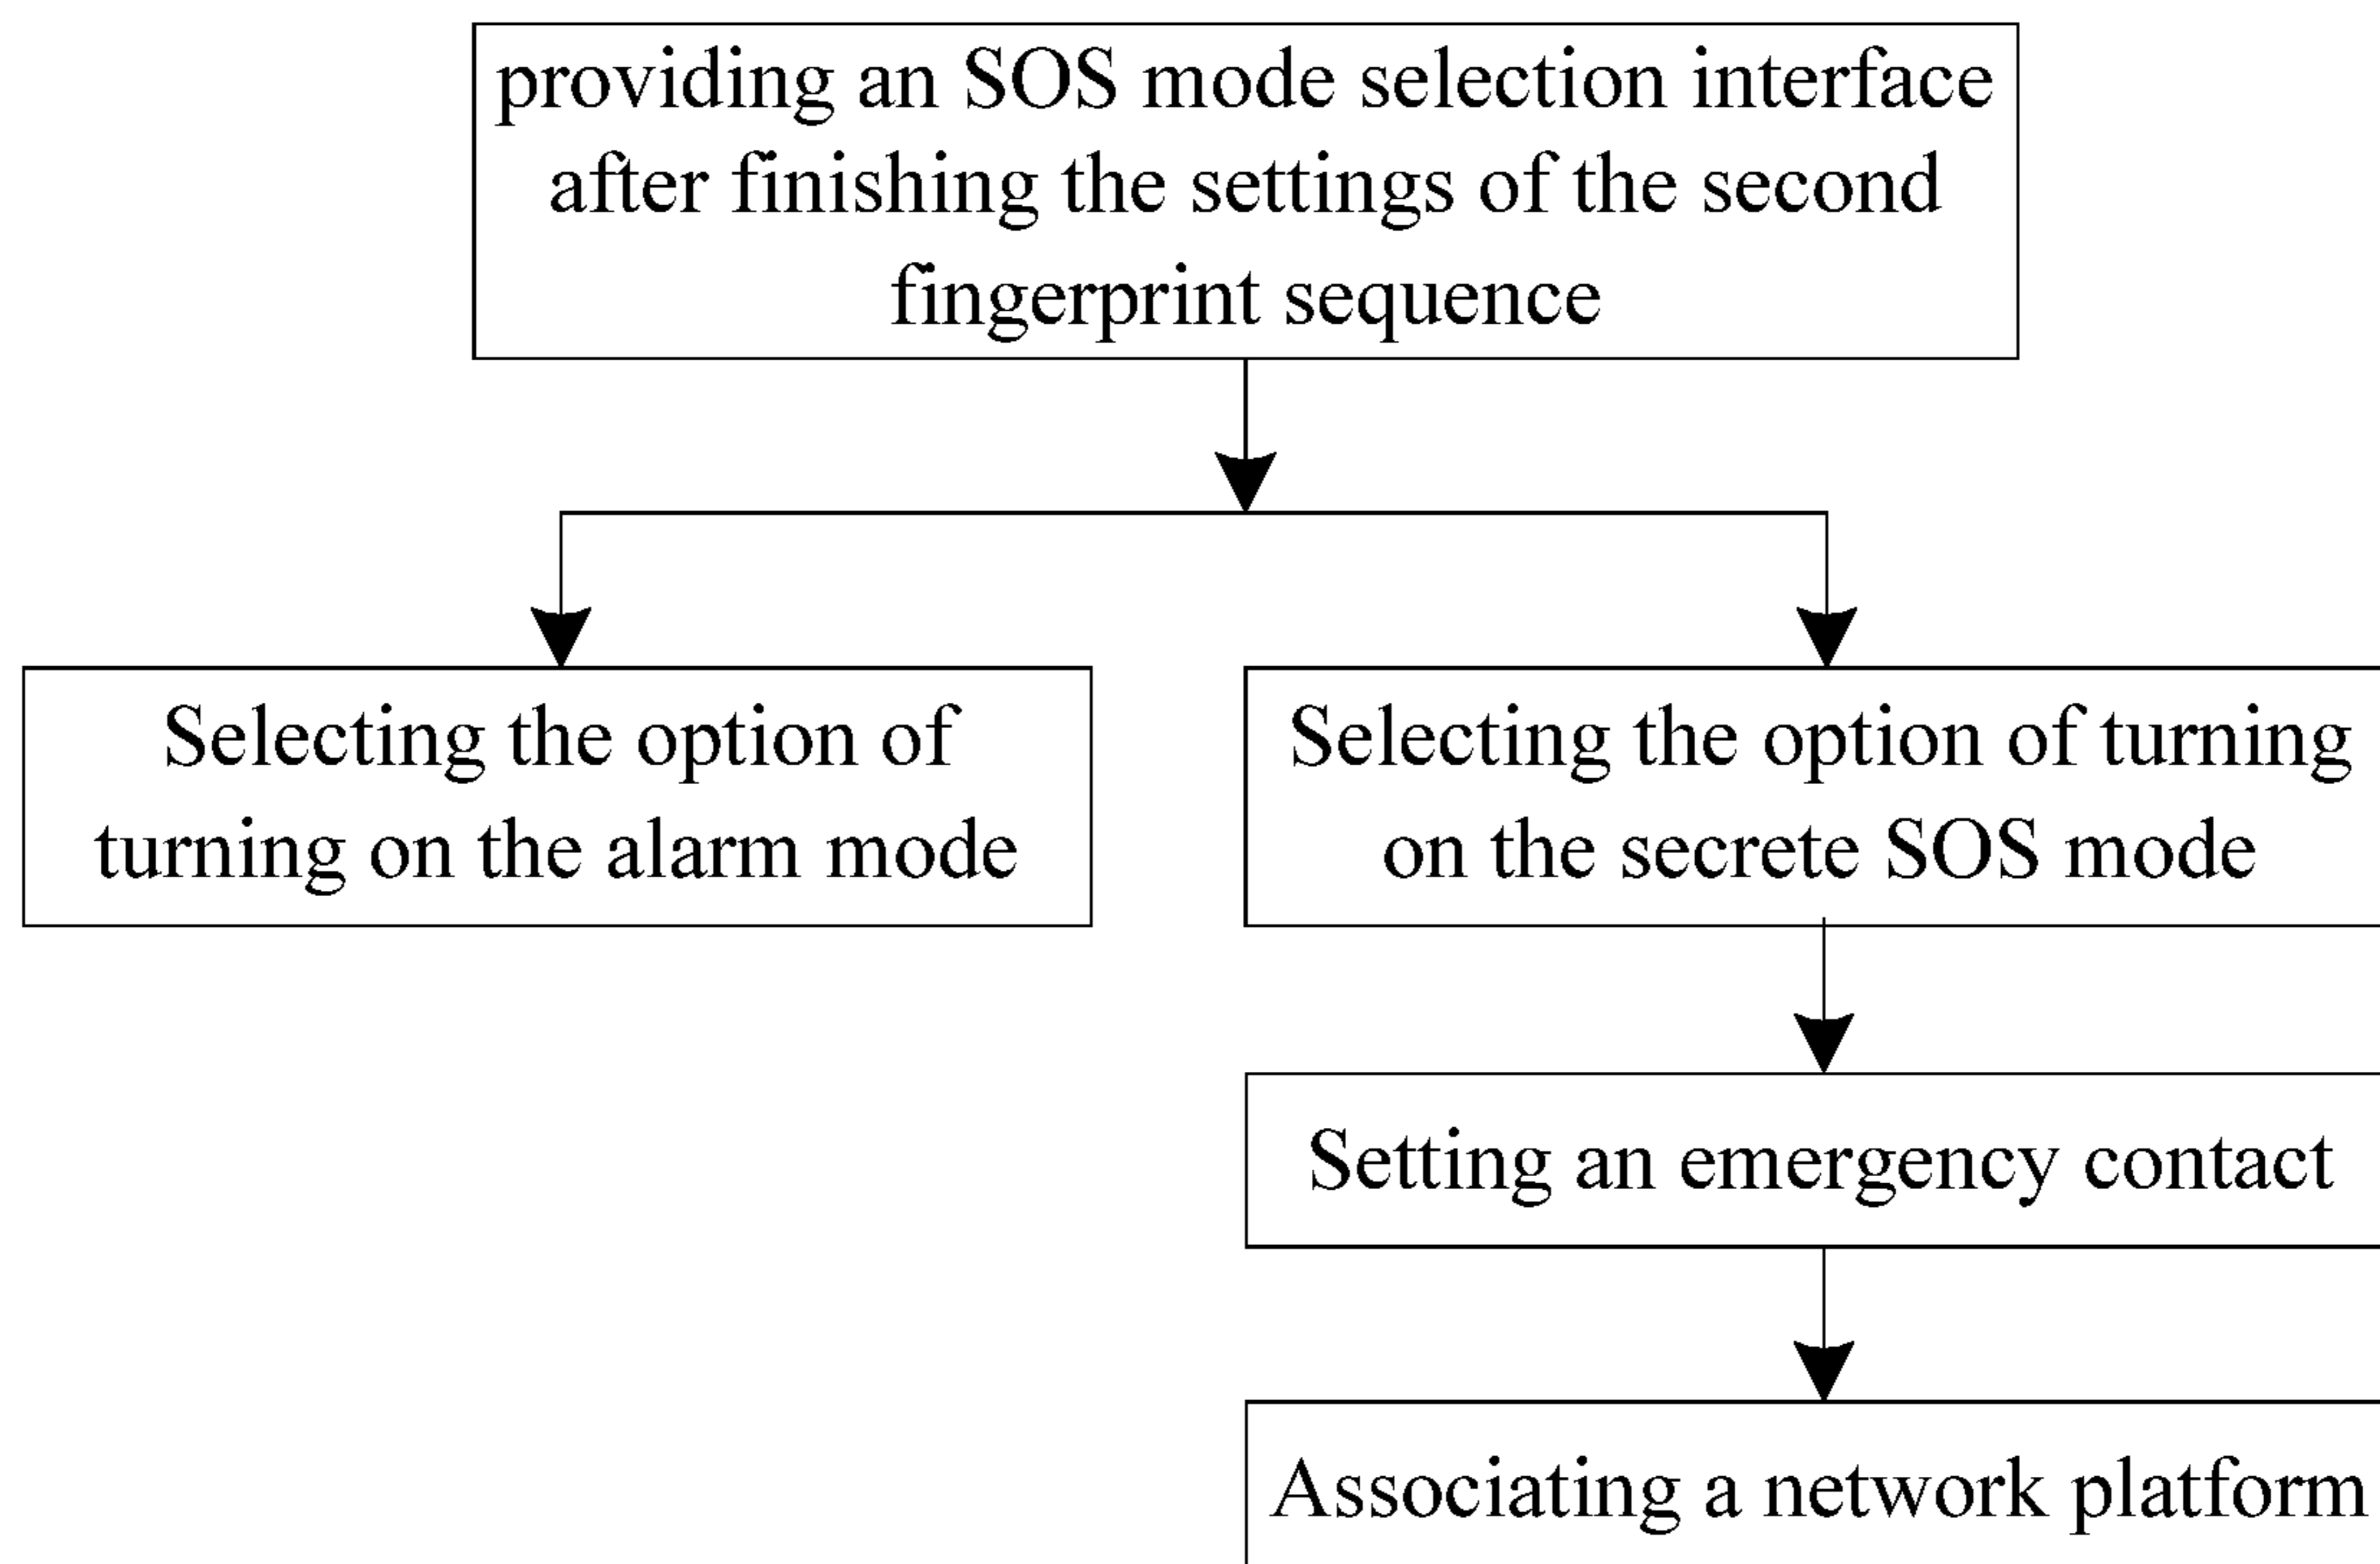 providing an SOS mode selection interface
after finishing the settings of the second
fingerprint sequence
Selecting the option of
turning on the alarm mode
Selecting the option of turning
on the secrete SOS mode
Setting an emergency contact
Associating a network platform